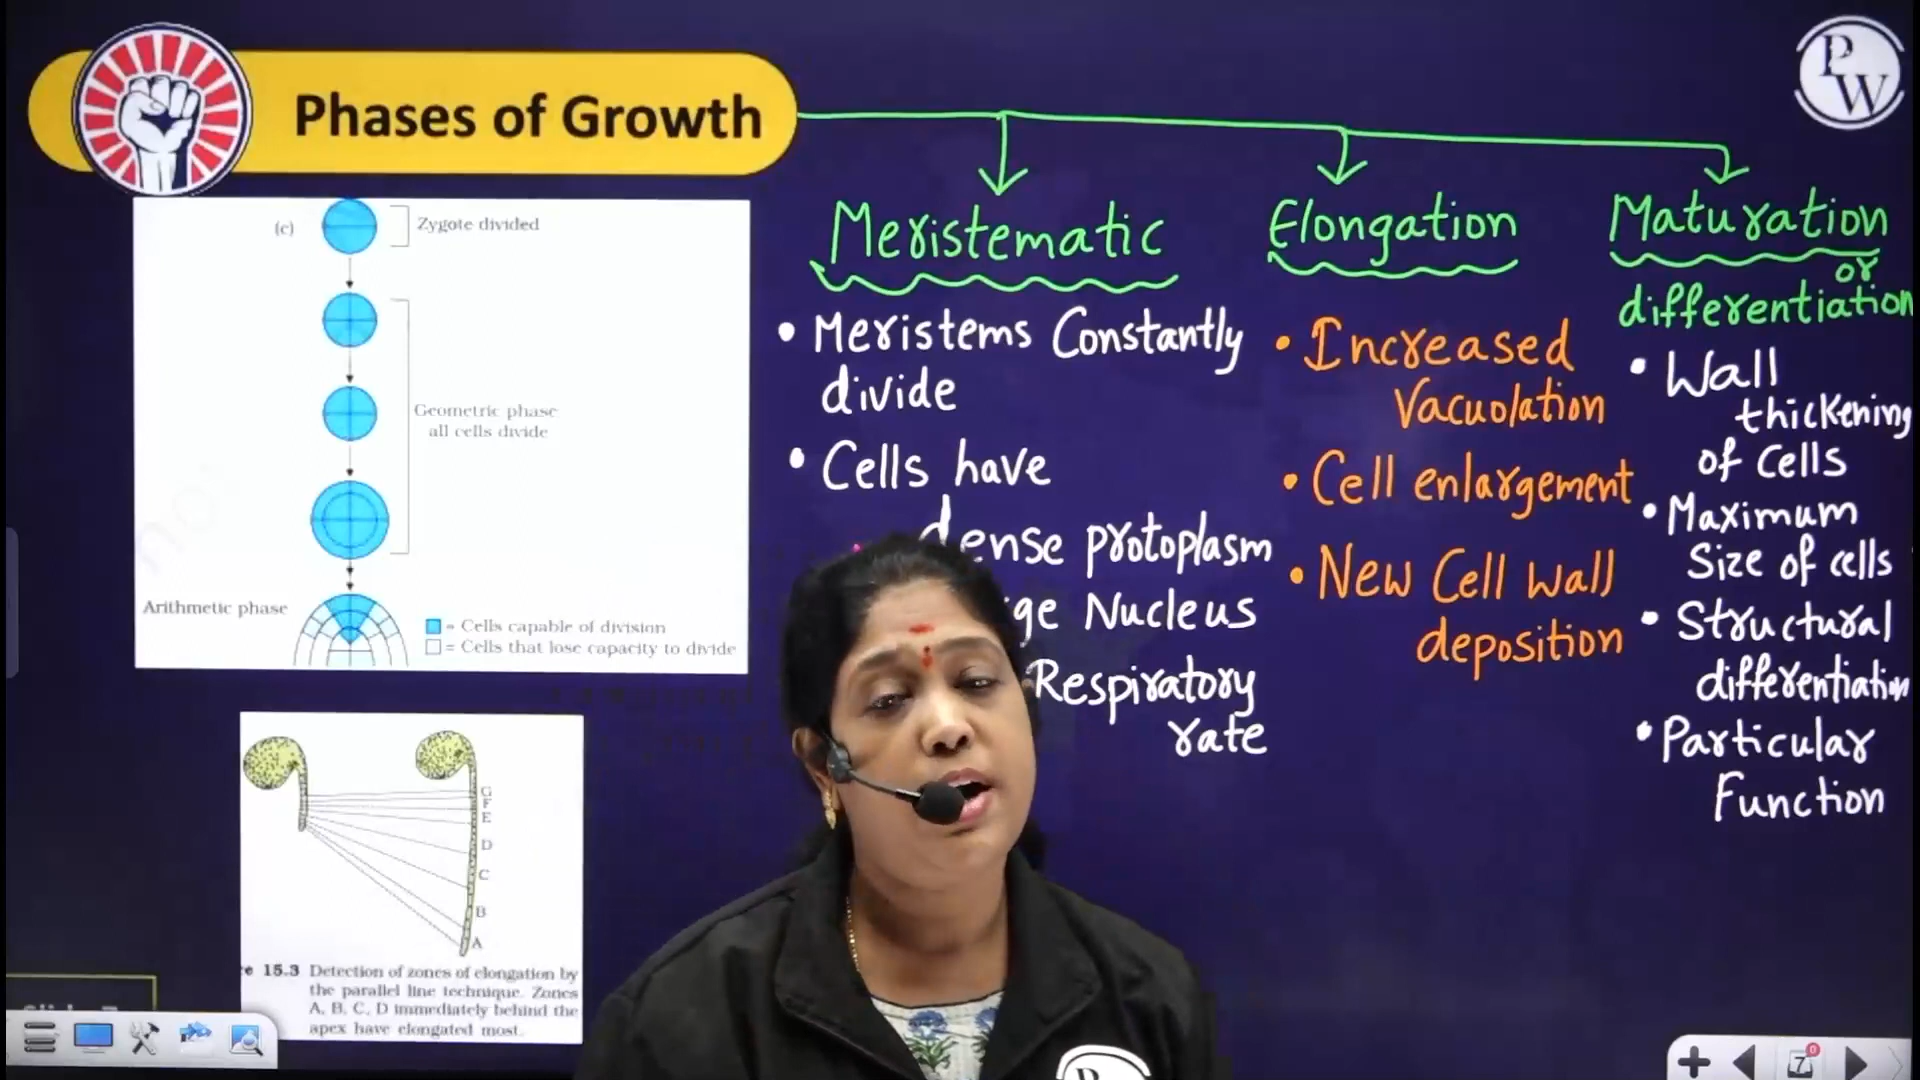 Phases of Growth
PW
(c)
Zygote divided
Geometric phase
all cells divide
Arithmetic phase
= Cells capable of division
= Cells that lose capacity to divide
G
F
E
D
C
B
A
15.3 Detection of zones of elongation by
the parallel line technique. Zones
A, B, C, D immediately behind the
apex have elongated most.
Meristematic
• Meristems Constantly
divide
• Cells have
dense protoplasm
Nucleus
Respiratory
rate
Elongation
• Increased
Vacuolation
• Cell enlargement
• New Cell wall
deposition
Maturation
or
differentiation
• Wall
thickening
of cells
• Maximum
Size of cells
• Structural
differentiation
• Particular
Function
7
0